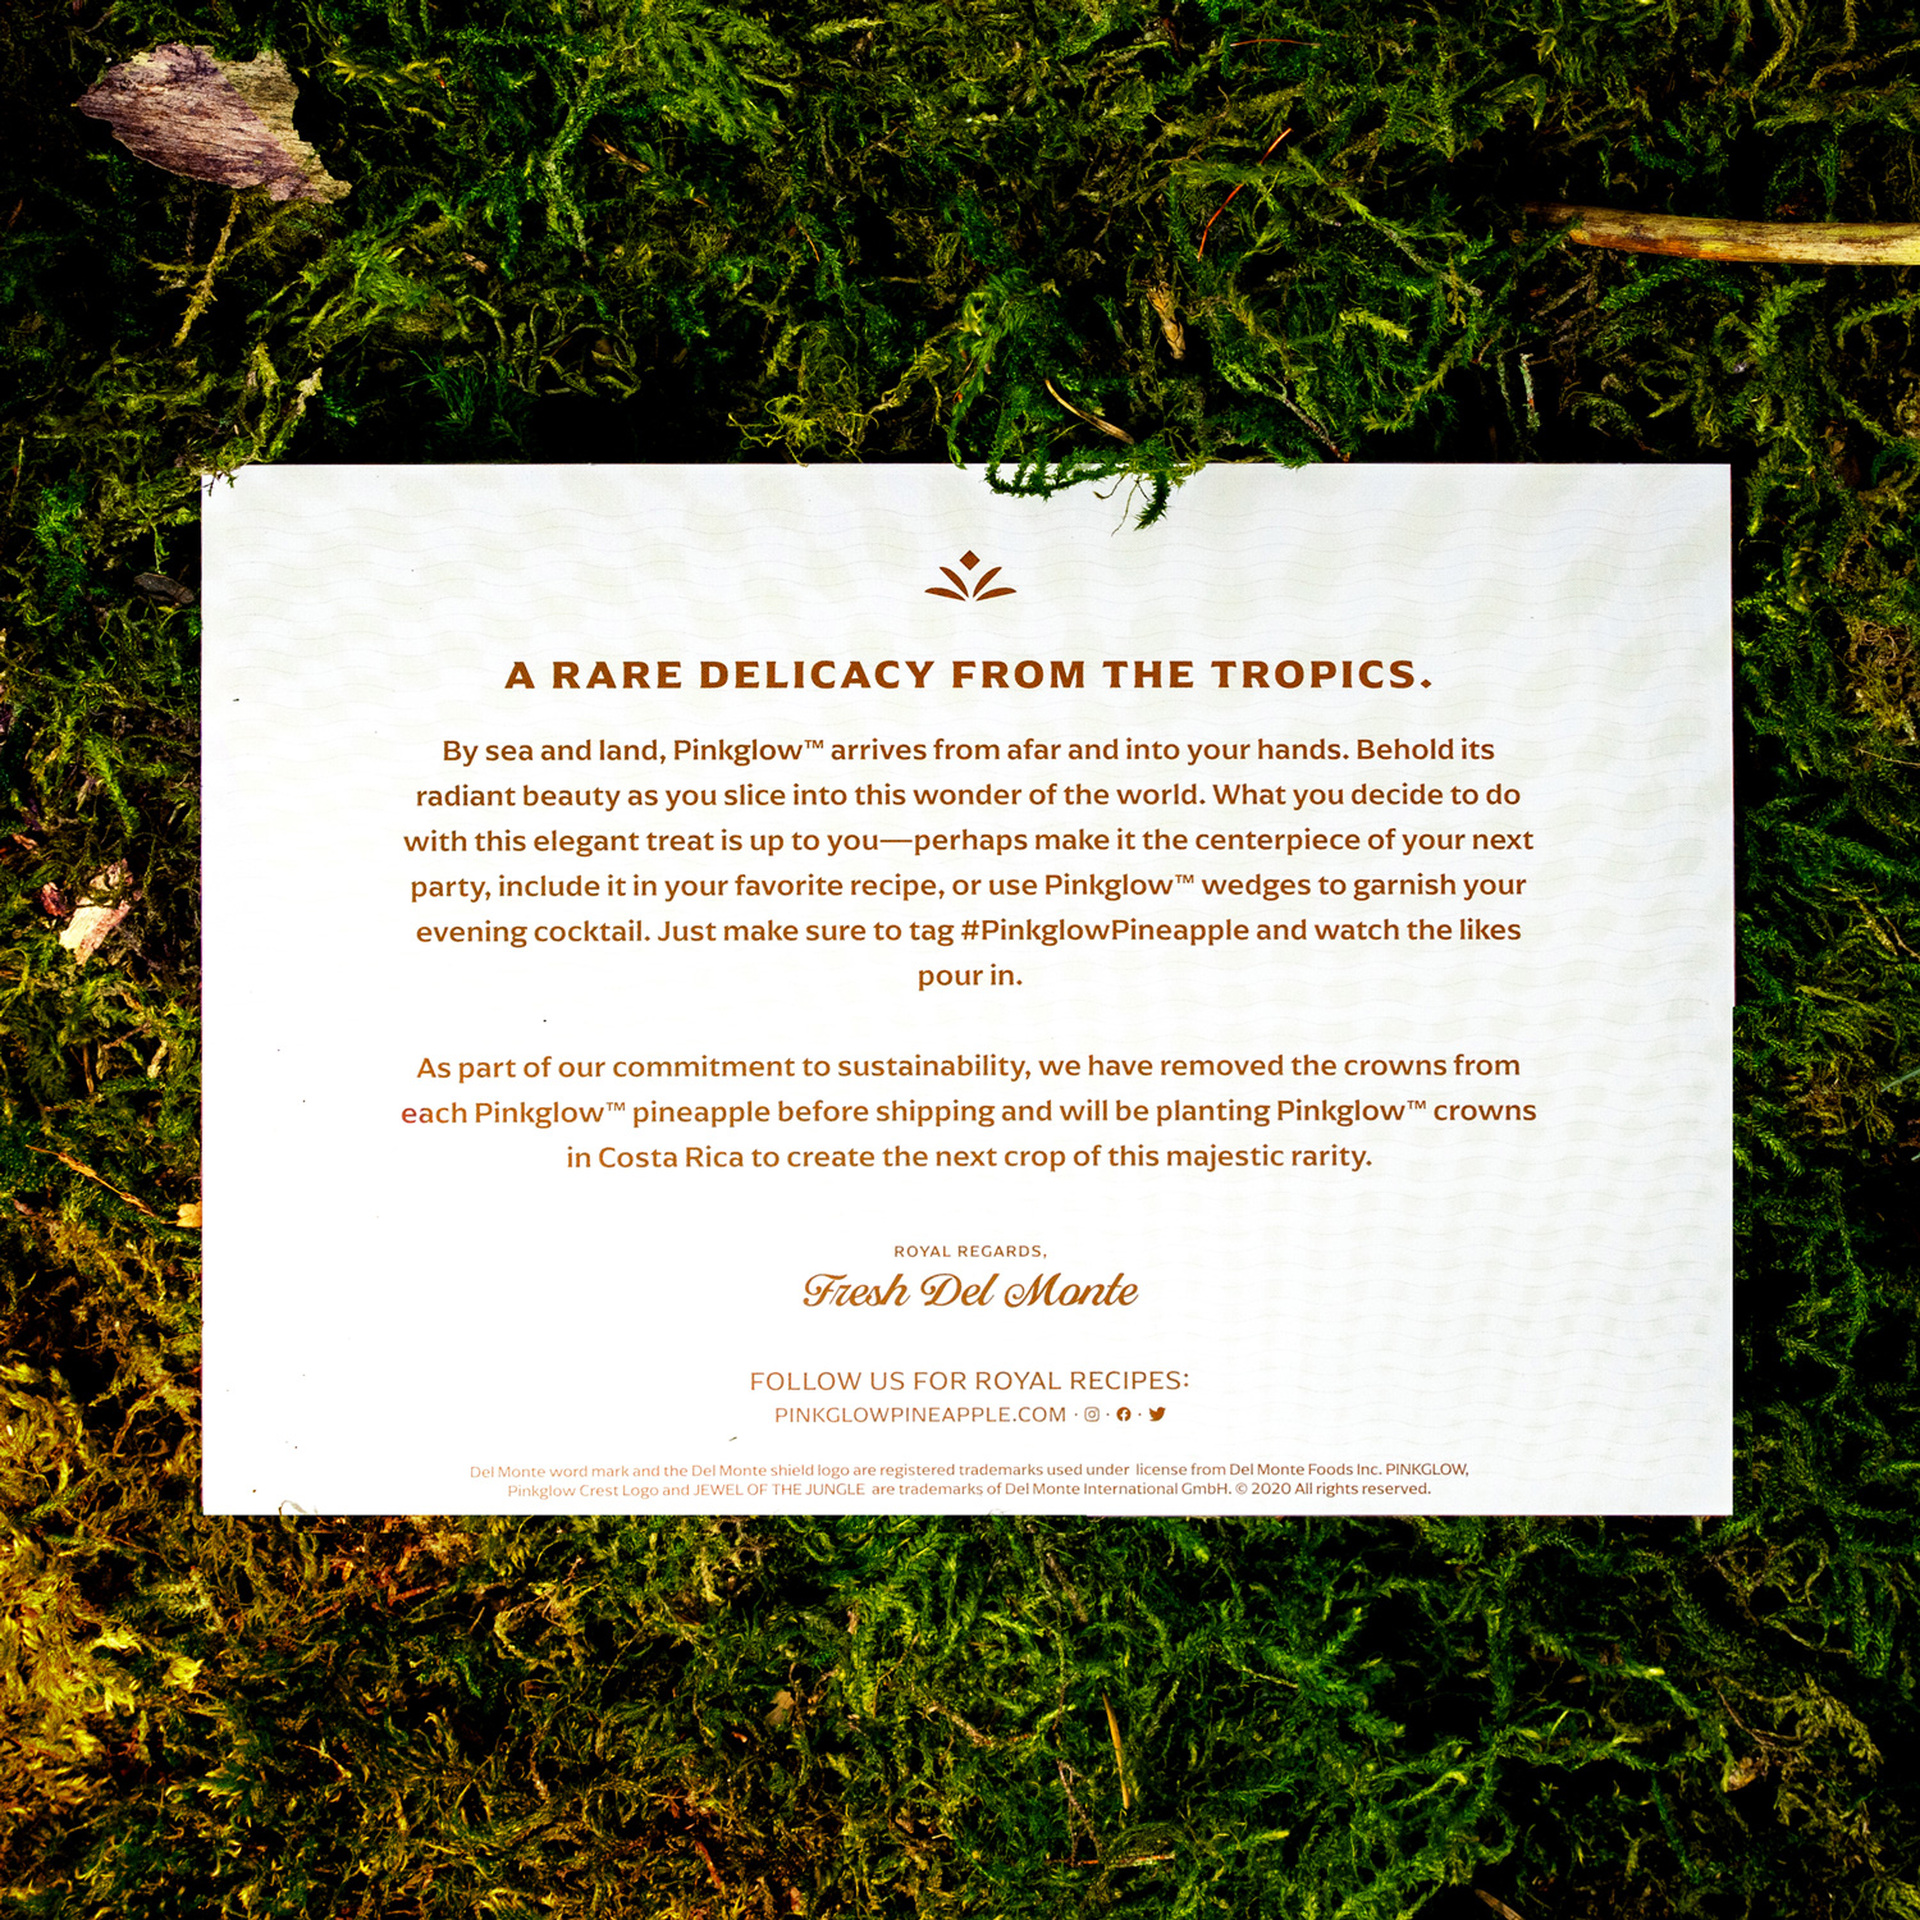 A RARE DELICACY FROM THE TROPICS.
By sea and land, Pinkglow™ arrives from afar and into your hands. Behold its
radiant beauty as you slice into this wonder of the world. What you decide to do
with this elegant treat is up to you—perhaps make it the centerpiece of your next
party, include it in your favorite recipe, or use Pinkglow™ wedges to garnish your
evening cocktail. Just make sure to tag #PinkglowPineapple and watch the likes
pour in.
As part of our commitment to sustainability, we have removed the crowns from
each Pinkglow™ pineapple before shipping and will be planting Pinkglow™ crowns
in Costa Rica to create the next crop of this majestic rarity.
ROYAL REGARDS,
Fresh Del Monte
FOLLOW US FOR ROYAL RECIPES:
PINKGLOWPINEAPPLE.COM · · ·
Del Monte word mark and the Del Monte shield logo are registered trademarks used under license from Del Monte Foods Inc. PINKGLOW,
Pinkglow Crest Logo and JEWEL OF THE JUNGLE are trademarks of Del Monte International GmbH. © 2020 All rights reserved.